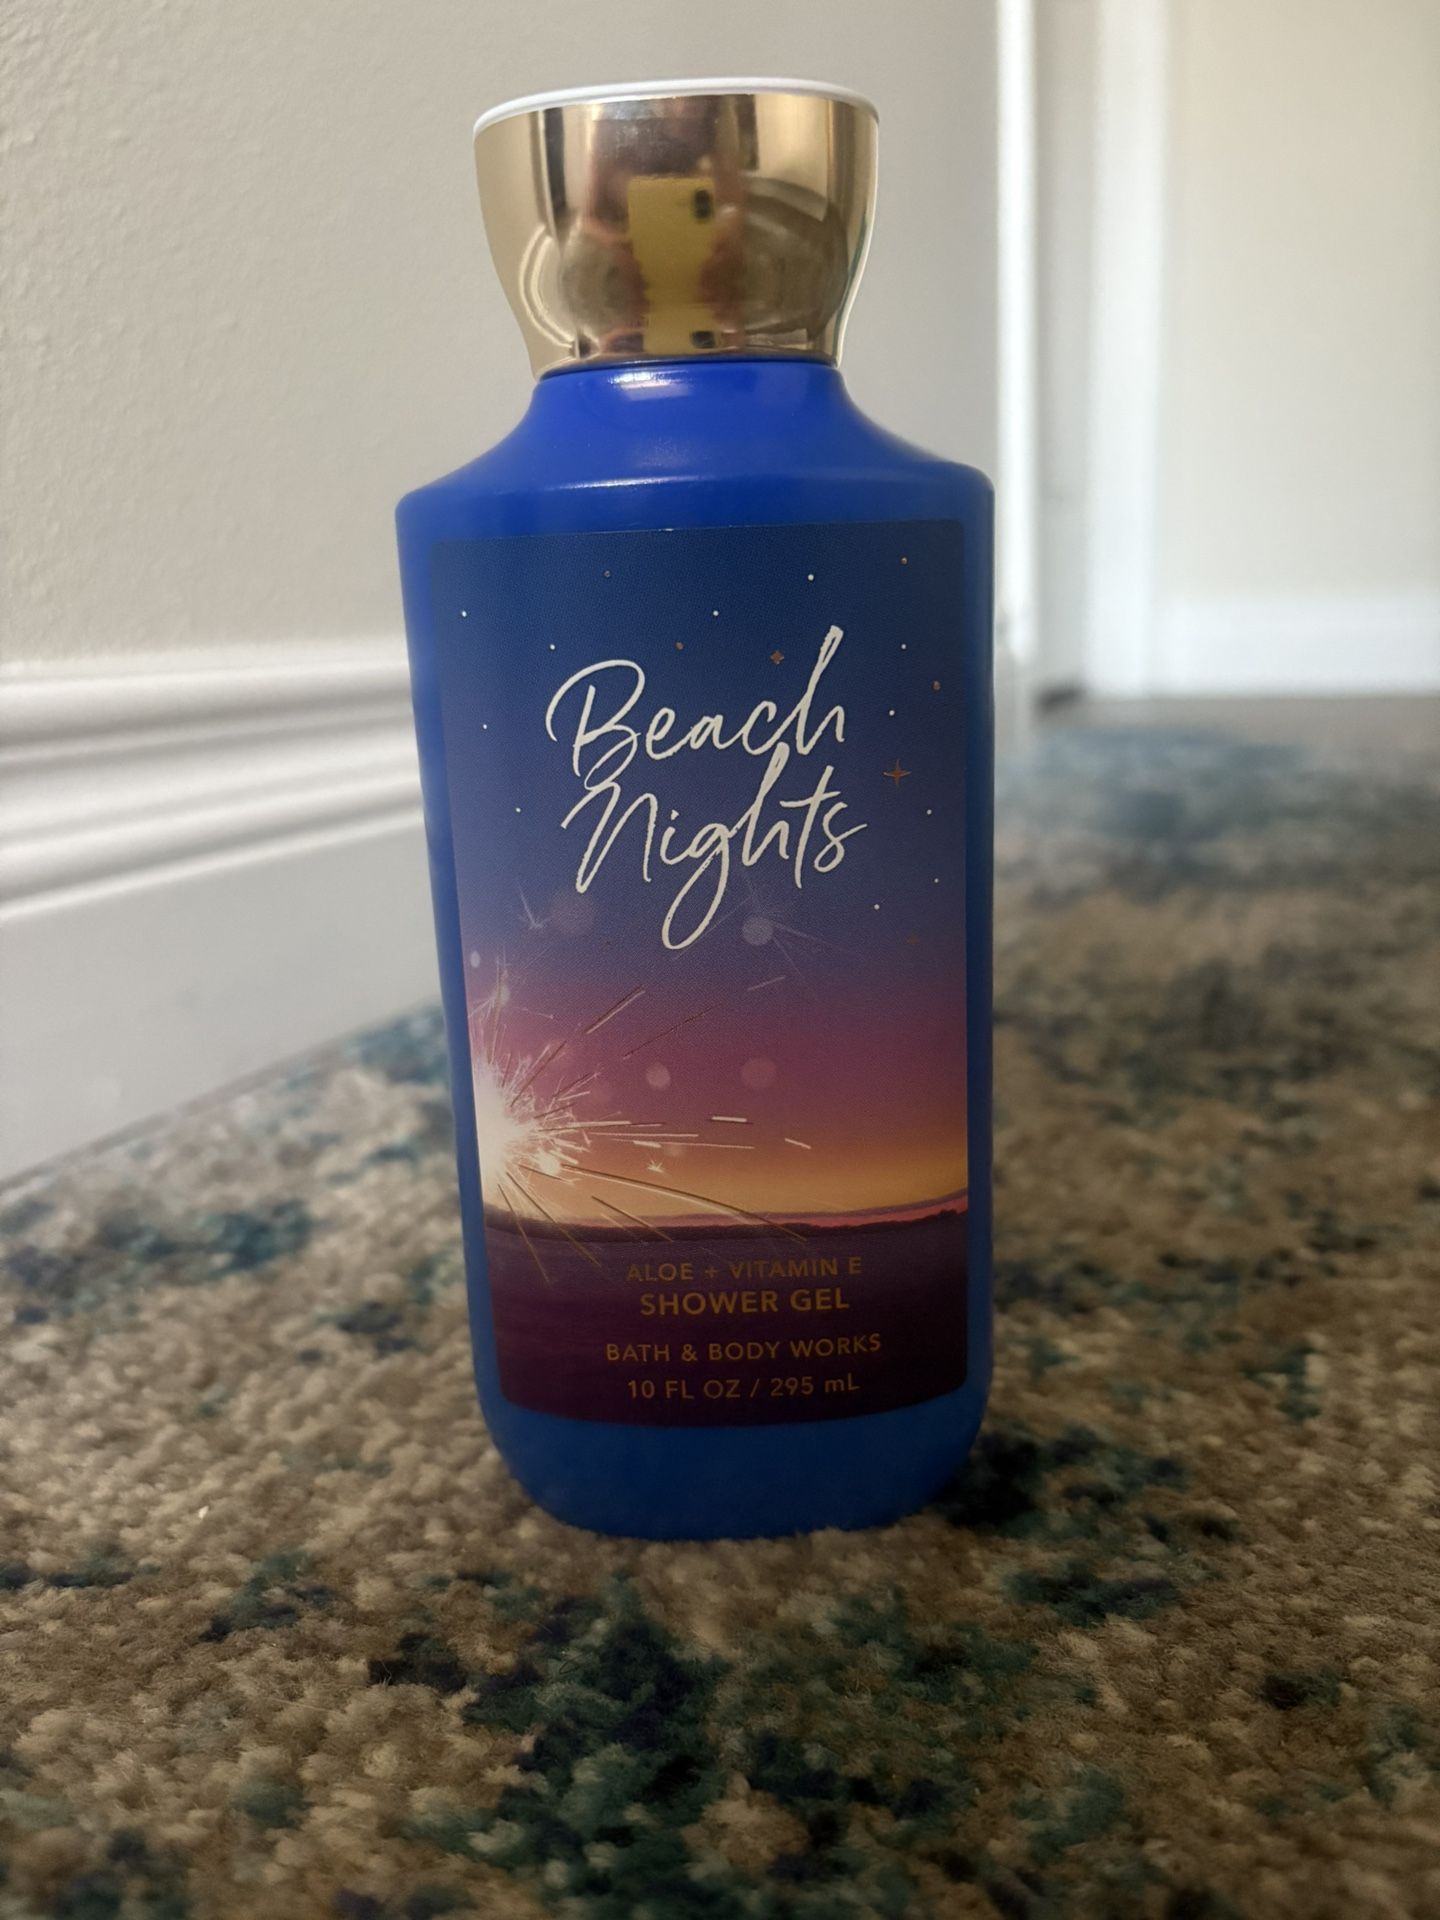 Beach
Nights
ALOE + VITAMIN E
SHOWER GEL
BATH & BODY WORKS
10 FL OZ / 295 mL